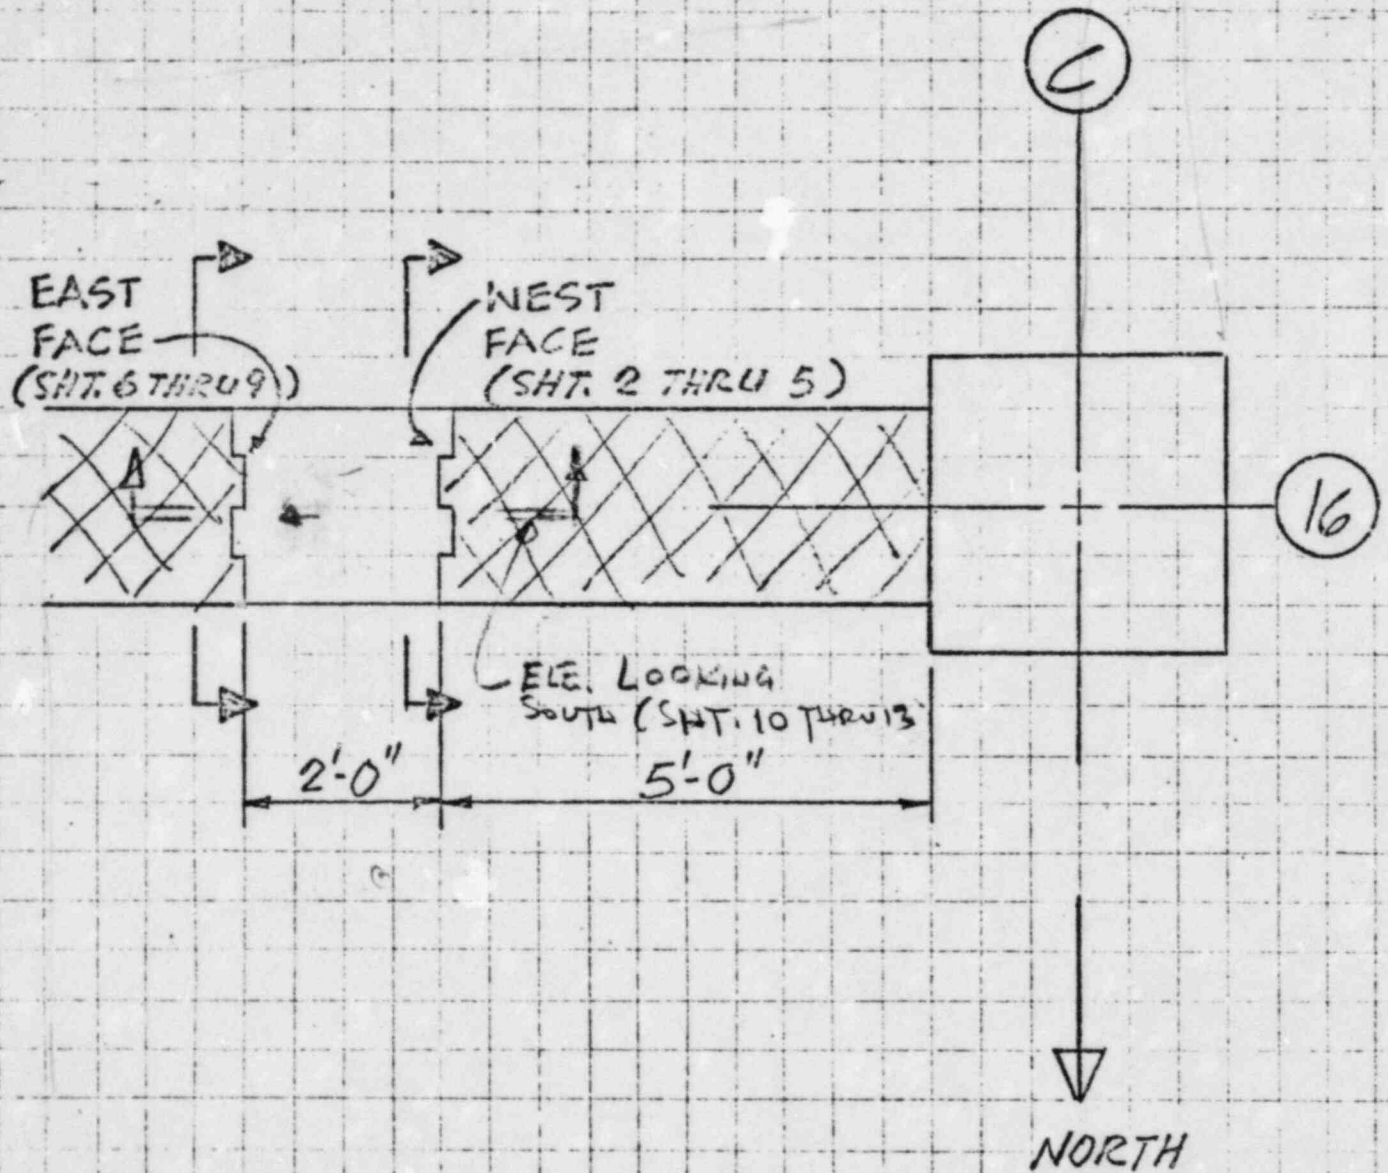 C
EAST
FACE
(SHT. 6 THRU 9)
WEST
FACE
(SHT. 2 THRU 5)
16
ELE. LOOKING
SOUTH (SHT. 10 THRU 13
2'-0"
5'-0"
NORTH